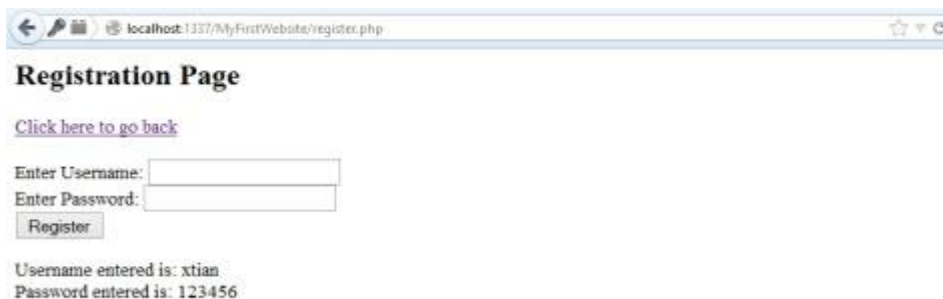 localhost:1337/MyFirstWebsite/register.php
Registration Page
Click here to go back
Enter Username:
Enter Password:
Register
Username entered is: xtian
Password entered is: 123456